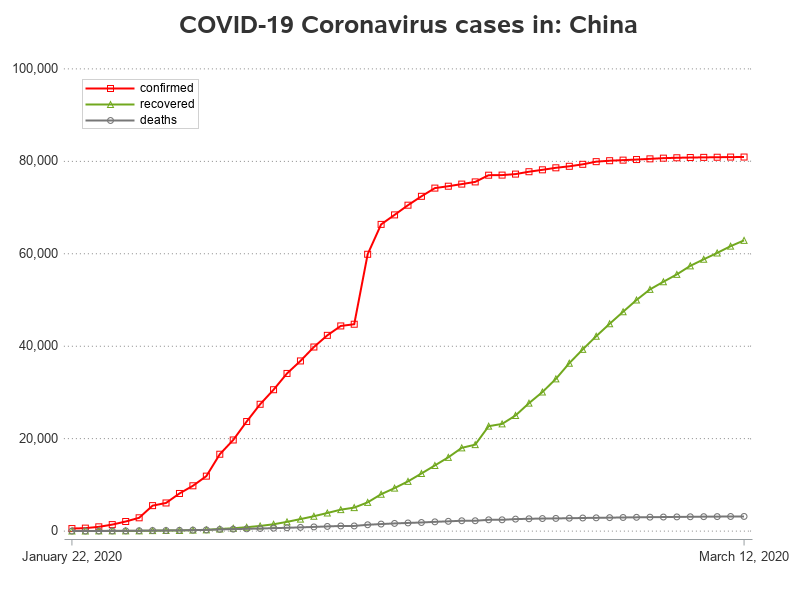 COVID-19 Coronavirus cases in: China
100,000
confirmed
recovered
deaths
80,000
60,000
40,000
20,000
0
January 22, 2020 March 12, 2020